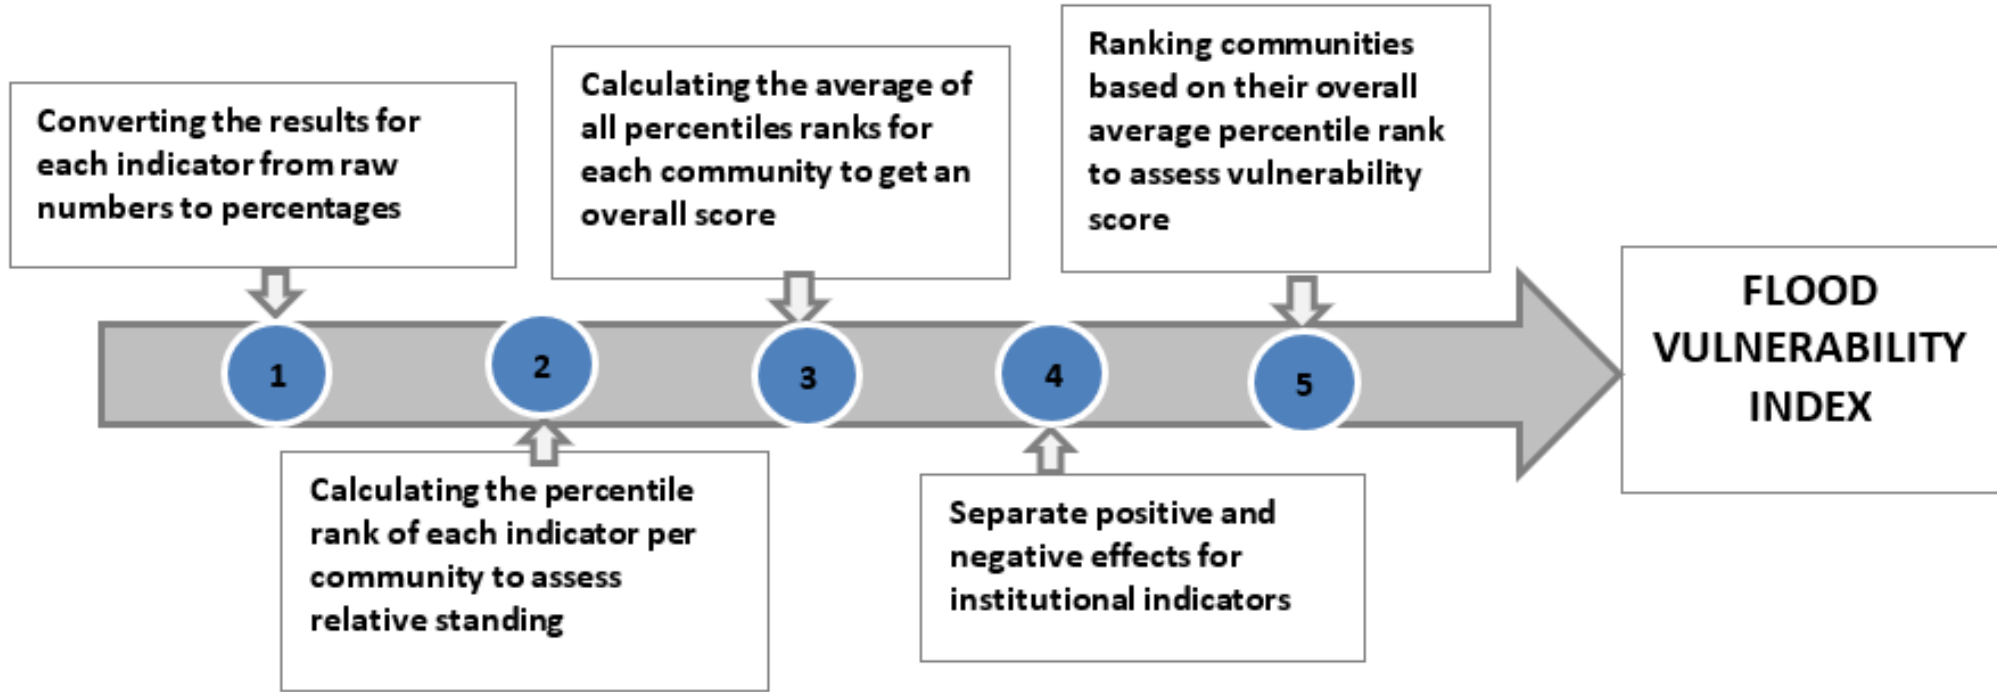 Converting the results for
each indicator from raw
numbers to percentages
Calculating the average of
all percentiles ranks for
each community to get an
overall score
Ranking communities
based on their overall
average percentile rank
to assess vulnerability
score
FLOOD
VULNERABILITY
INDEX
1
2
3
4
5
Calculating the percentile
rank of each indicator per
community to assess
relative standing
Separate positive and
negative effects for
institutional indicators